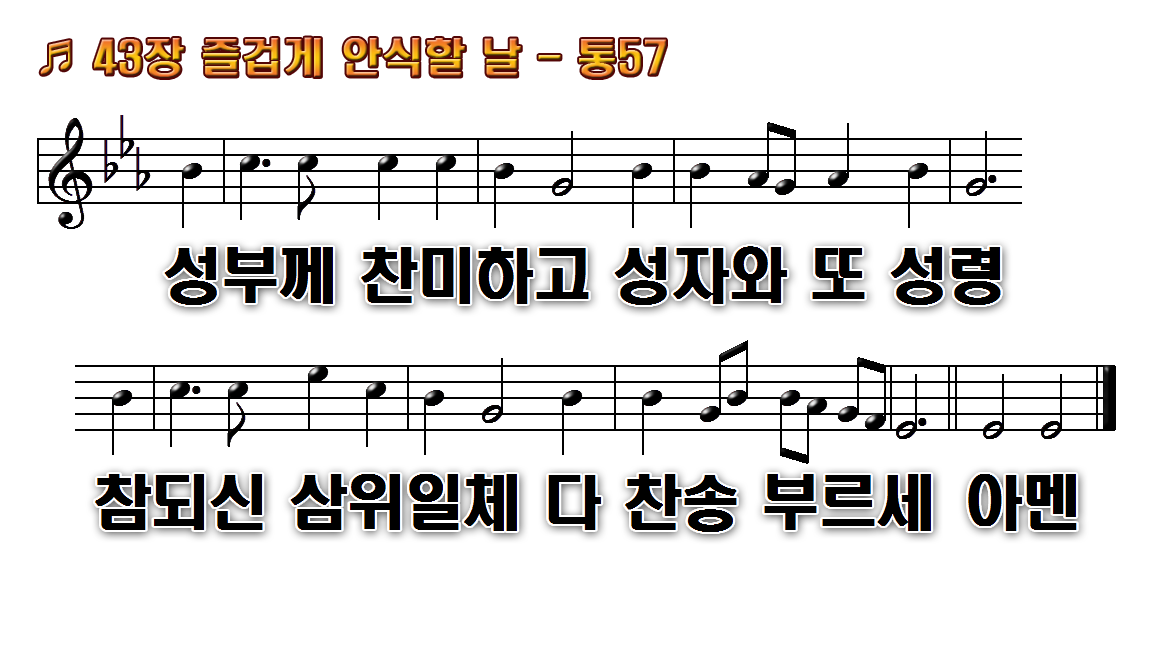 ♬ 43장 즐겁게 안식할 날 - 통57
성부께 찬미하고 성자와 또 성령
참되신 삼위일체 다 찬송 부르세 아멘